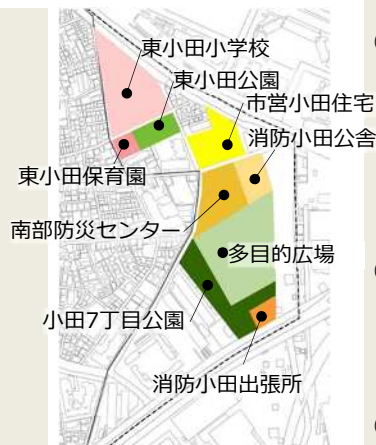 東小田小学校
東小田公園
市営小田住宅
消防小田公舎
東小田保育園
南部防災センター
多目的広場
小田7丁目公園
消防小田出張所